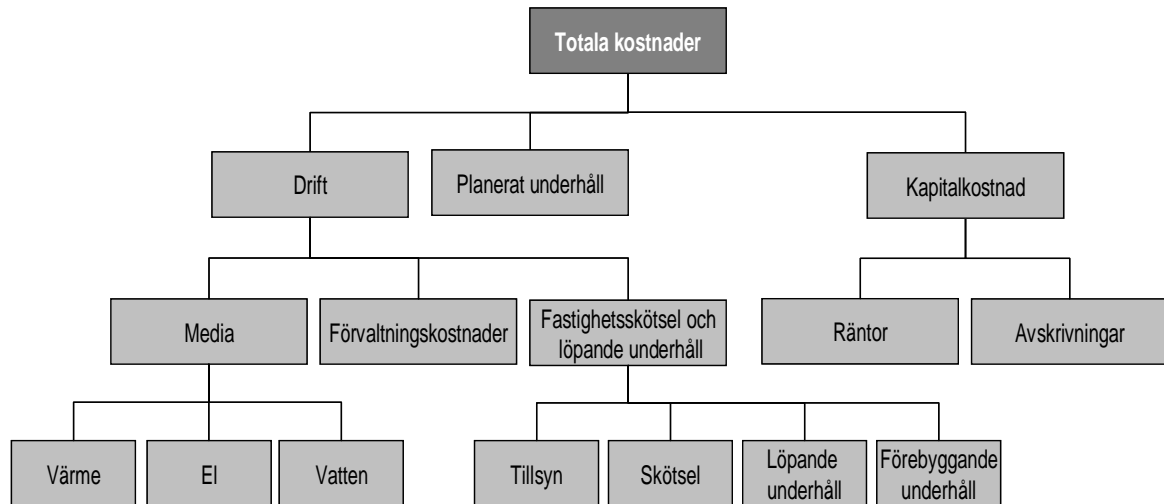 Totala kostnader
Drift
Planerat underhåll
Kapitalkostnad
Media
Förvaltningskostnader
Fastighetsskötsel och
löpande underhåll
Räntor
Avskrivningar
Värme
El
Vatten
Tillsyn
Skötsel
Löpande
underhåll
Förebyggande
underhåll